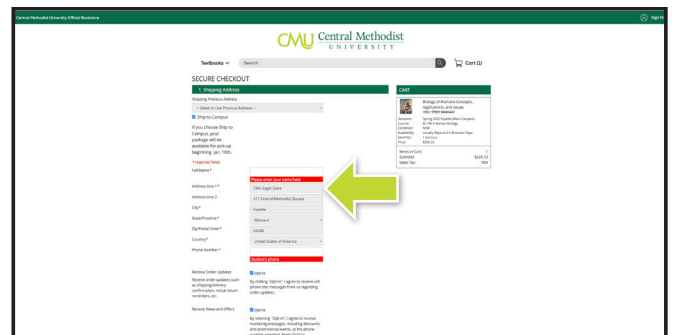 Central Methodist University Official Bookstore
Sign
CMU Central Methodist
UNIVERSITY
Textbooks
Search
Cart (1)
SECURE CHECKOUT
1. Shipping Address
Shipping Previous Address
-- Select to Use Previous Address --
Ship to Campus
If you choose Ship to
Campus, your
package will be
available for pick up
beginning Jan. 10th.
* required fields
Full Name*
Please enter your name here
Address Line 1 *
CMU Eagle Store
Address Line 2
411 Central Methodist Square
City*
Fayette
State/Province*
Missouri
Zip/Postal Code*
65248
Country*
United States of America
Phone Number*
Student's phone
Receive Order Updates
Opt-In
Receive order updates such
as shipping/delivery
confirmation, rental return
reminders, etc.
By clicking "Opt-In", I agree to receive cell
phone text messages from us regarding
order updates.
Receive News and Offers
Opt-In
By selecting "Opt-In", I agree to receive
marketing messages, including discounts
and promotional events, at the phone
CART
Biology of Humans Concepts,
Applications, and Issues
Semester:
Spring 2022 Fayette (Main Campus)
Course:
Human Biology
Condition:
NEW
Availability:
Usually Ships in 2-3 Business Days
Quantity:
1 Remove
Price:
$226.52
Items in Cart
1
Subtotal:
$226.52
Sales Tax:
TBD